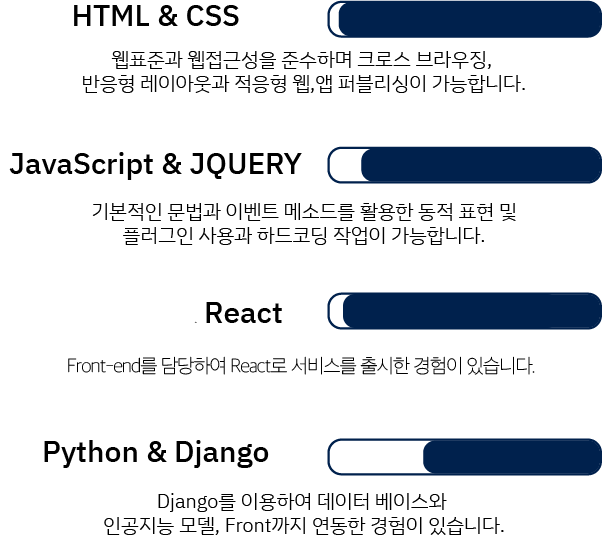 HTML & CSS
웹표준과 웹접근성을 준수하며 크로스 브라우징,
반응형 레이아웃과 적응형 웹,앱 퍼블리싱이 가능합니다.
JavaScript & JQUERY
기본적인 문법과 이벤트 메소드를 활용한 동적 표현 및
플러그인 사용과 하드코딩 작업이 가능합니다.
React
Front-end를 담당하여 React로 서비스를 출시한 경험이 있습니다.
Python & Django
Django를 이용하여 데이터 베이스와
인공지능 모델, Front까지 연동한 경험이 있습니다.